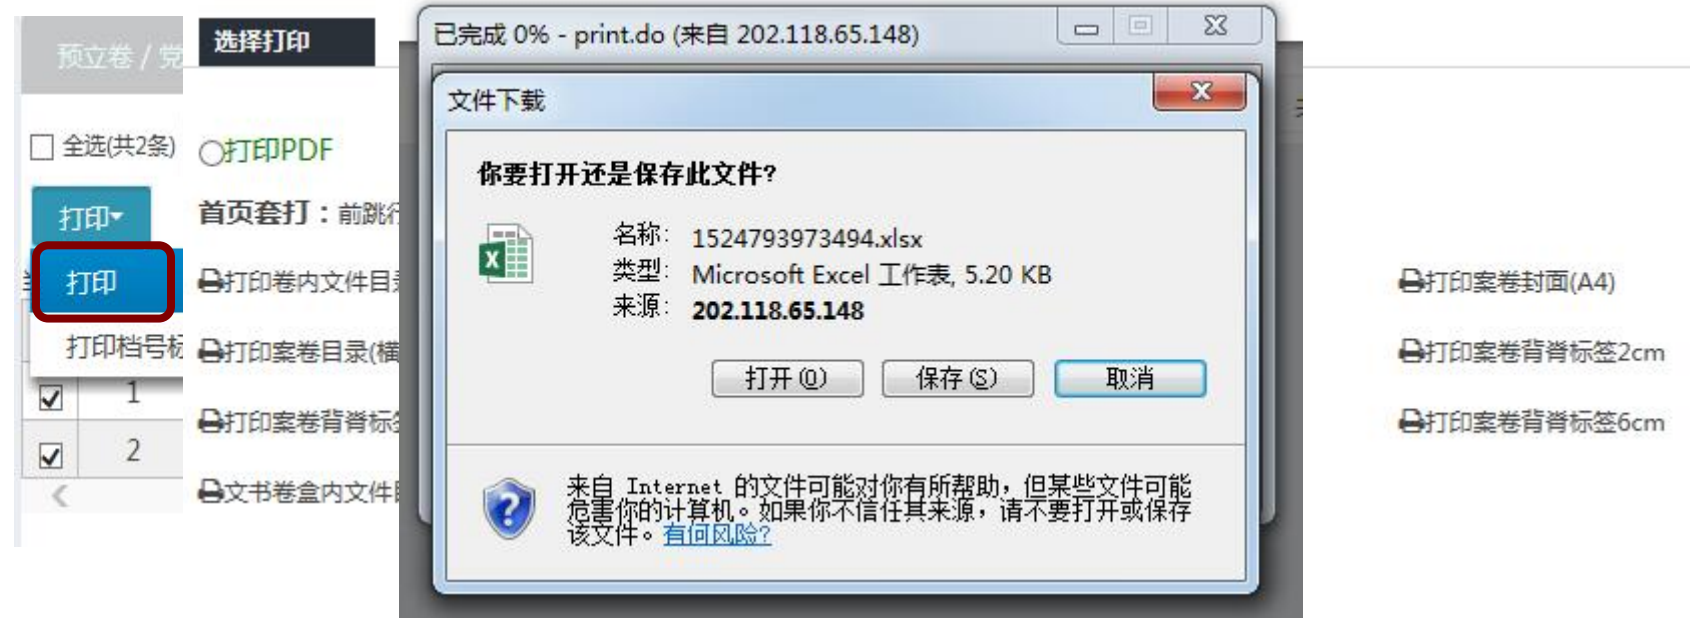 预立卷 / 党
选择打印
全选(共2条)
打印
打印
打印档号标
1
2
打印PDF
首页套打：前跳行
打印卷内文件目录
打印案卷目录(横
打印案卷背脊标签
文书卷盒内文件目
已完成 0% - print.do (来自 202.118.65.148)
文件下载
你要打开还是保存此文件?
名称: 1524793973494.xlsx
类型: Microsoft Excel 工作表, 5.20 KB
来源: 202.118.65.148
打开(O) 保存(S) 取消
来自 Internet 的文件可能对你有所帮助，但某些文件可能
危害你的计算机。如果你不信任其来源，请不要打开或保存
该文件。有何风险?
打印案卷封面(A4)
打印案卷背脊标签2cm
打印案卷背脊标签6cm